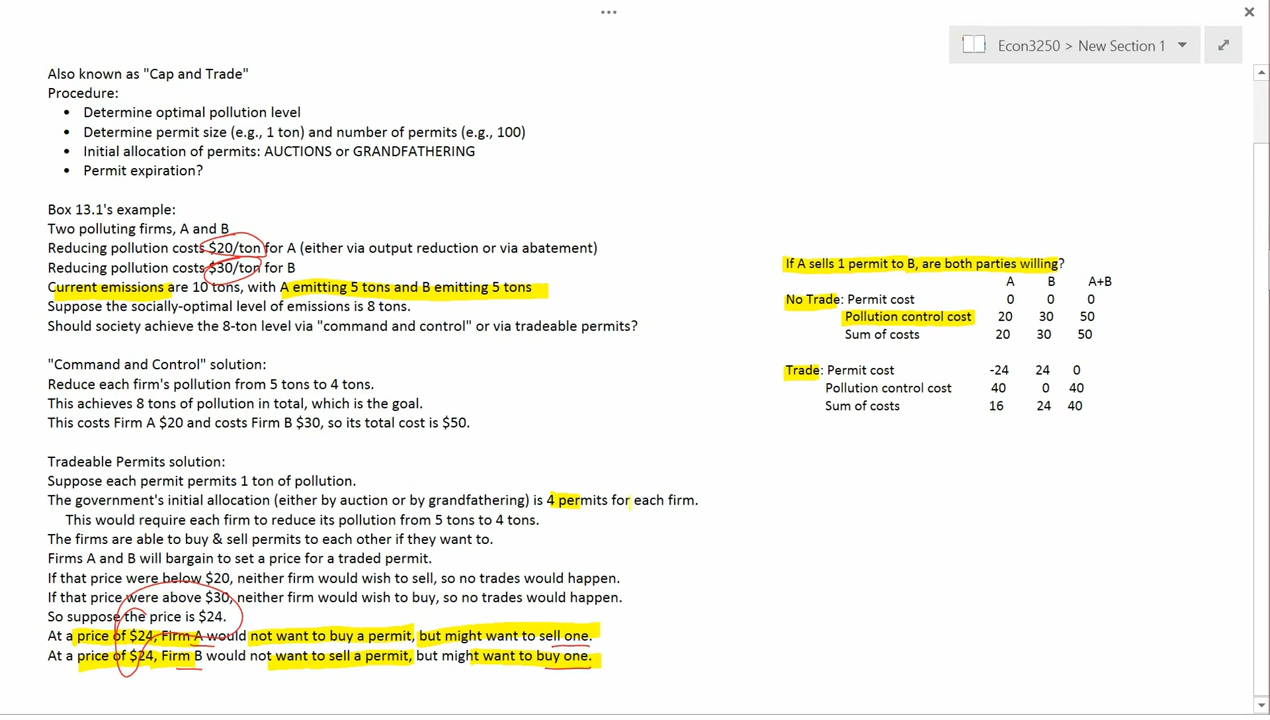 Econ3250 > New Section 1
Also known as "Cap and Trade"
Procedure:
• Determine optimal pollution level
• Determine permit size (e.g., 1 ton) and number of permits (e.g., 100)
• Initial allocation of permits: AUCTIONS or GRANDFATHERING
• Permit expiration?
Box 13.1's example:
Two polluting firms, A and B
Reducing pollution costs $20/ton for A (either via output reduction or via abatement)
Reducing pollution costs $30/ton for B
Current emissions are 10 tons, with A emitting 5 tons and B emitting 5 tons
Suppose the socially-optimal level of emissions is 8 tons.
Should society achieve the 8-ton level via "command and control" or via tradeable permits?
"Command and Control" solution:
Reduce each firm's pollution from 5 tons to 4 tons.
This achieves 8 tons of pollution in total, which is the goal.
This costs Firm A $20 and costs Firm B $30, so its total cost is $50.
Tradeable Permits solution:
Suppose each permit permits 1 ton of pollution.
The government's initial allocation (either by auction or by grandfathering) is 4 permits for each firm.
This would require each firm to reduce its pollution from 5 tons to 4 tons.
The firms are able to buy & sell permits to each other if they want to.
Firms A and B will bargain to set a price for a traded permit.
If that price were below $20, neither firm would wish to sell, so no trades would happen.
If that price were above $30, neither firm would wish to buy, so no trades would happen.
So suppose the price is $24.
At a price of $24, Firm A would not want to buy a permit, but might want to sell one.
At a price of $24, Firm B would not want to sell a permit, but might want to buy one.
If A sells 1 permit to B, are both parties willing?
A B A+B
No Trade: Permit cost 0 0 0
Pollution control cost 20 30 50
Sum of costs 20 30 50
Trade: Permit cost -24 24 0
Pollution control cost 40 0 40
Sum of costs 16 24 40